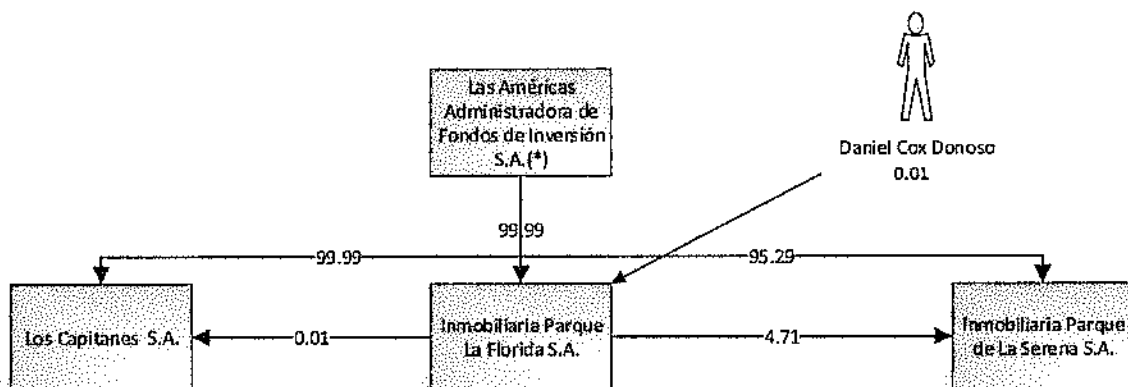 Las Américas
Administradora de
Fondos de Inversión
S.A.(*)
Daniel Cox Donoso
0.01
99.99
99.99
95.29
Los Capitanes S.A.
0.01
Inmobiliaria Parque
La Florida S.A.
4.71
Inmobiliaria Parque
de La Serena S.A.